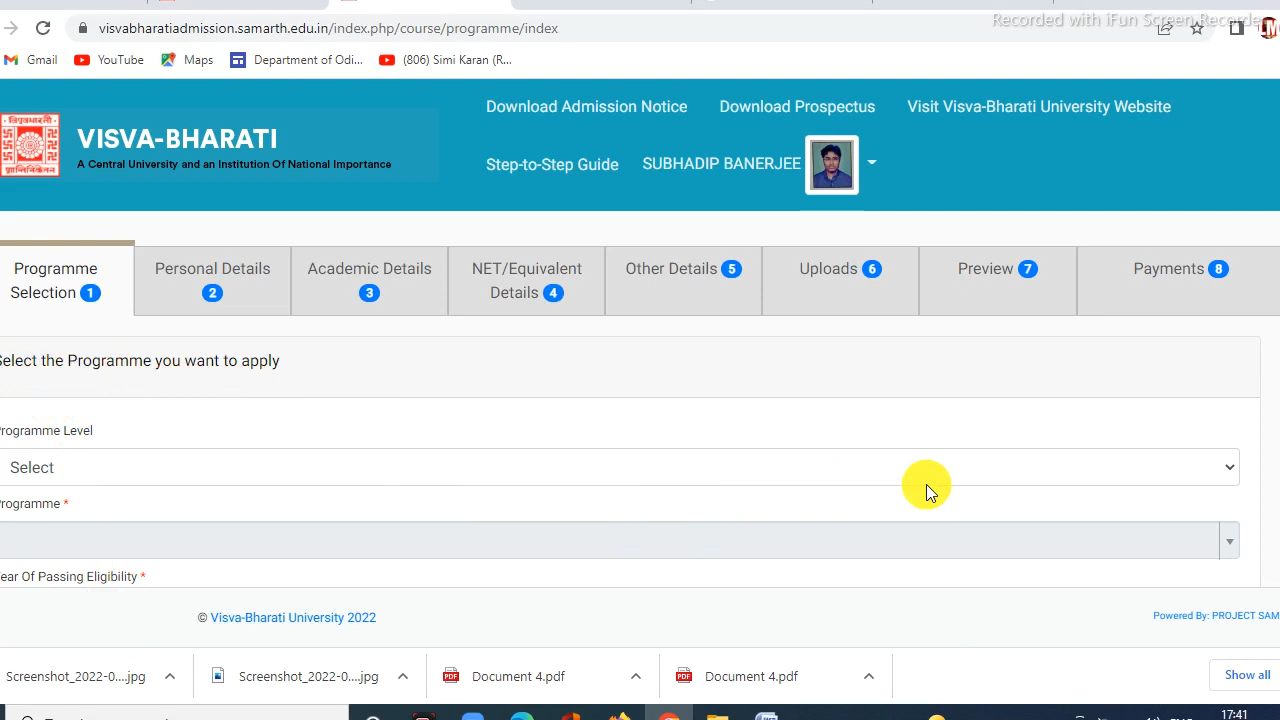 Recorded with iFun Screen Recorde
visvabharatiadmission.samarth.edu.in/index.php/course/programme/index
Gmail YouTube Maps Department of Odi... (806) Simi Karan (R...
Download Admission Notice Download Prospectus Visit Visva-Bharati University Website
विश्वभारती
VISVA-BHARATI
A Central University and an Institution Of National Importance
Step-to-Step Guide SUBHADIP BANERJEE
Programme Selection 1
Personal Details 2
Academic Details 3
NET/Equivalent Details 4
Other Details 5
Uploads 6
Preview 7
Payments 8
Select the Programme you want to apply
rogramme Level
Select
rogramme *
ear Of Passing Eligibility *
© Visva-Bharati University 2022
Powered By: PROJECT SAM
Screenshot_2022-0....jpg Screenshot_2022-0....jpg Document 4.pdf Document 4.pdf Show all
17:41